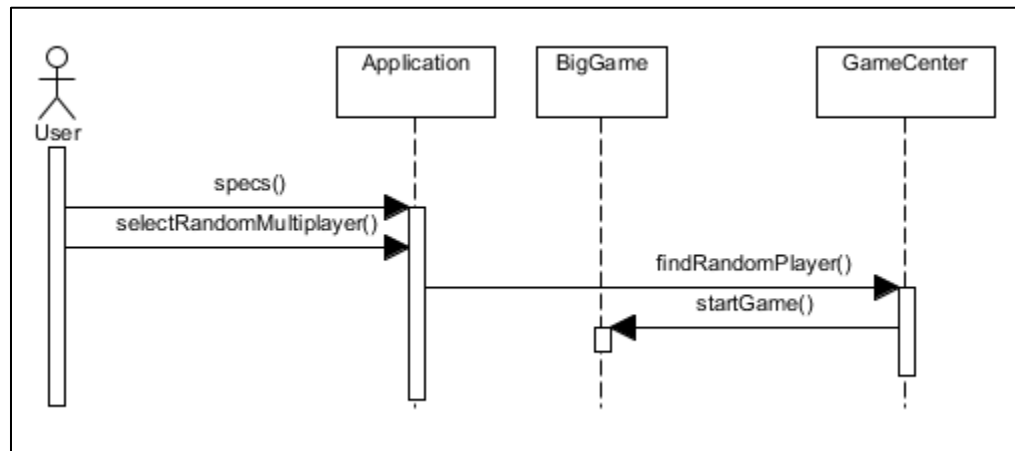 Application
BigGame
GameCenter
User
specs()
selectRandomMultiplayer()
findRandomPlayer()
startGame()